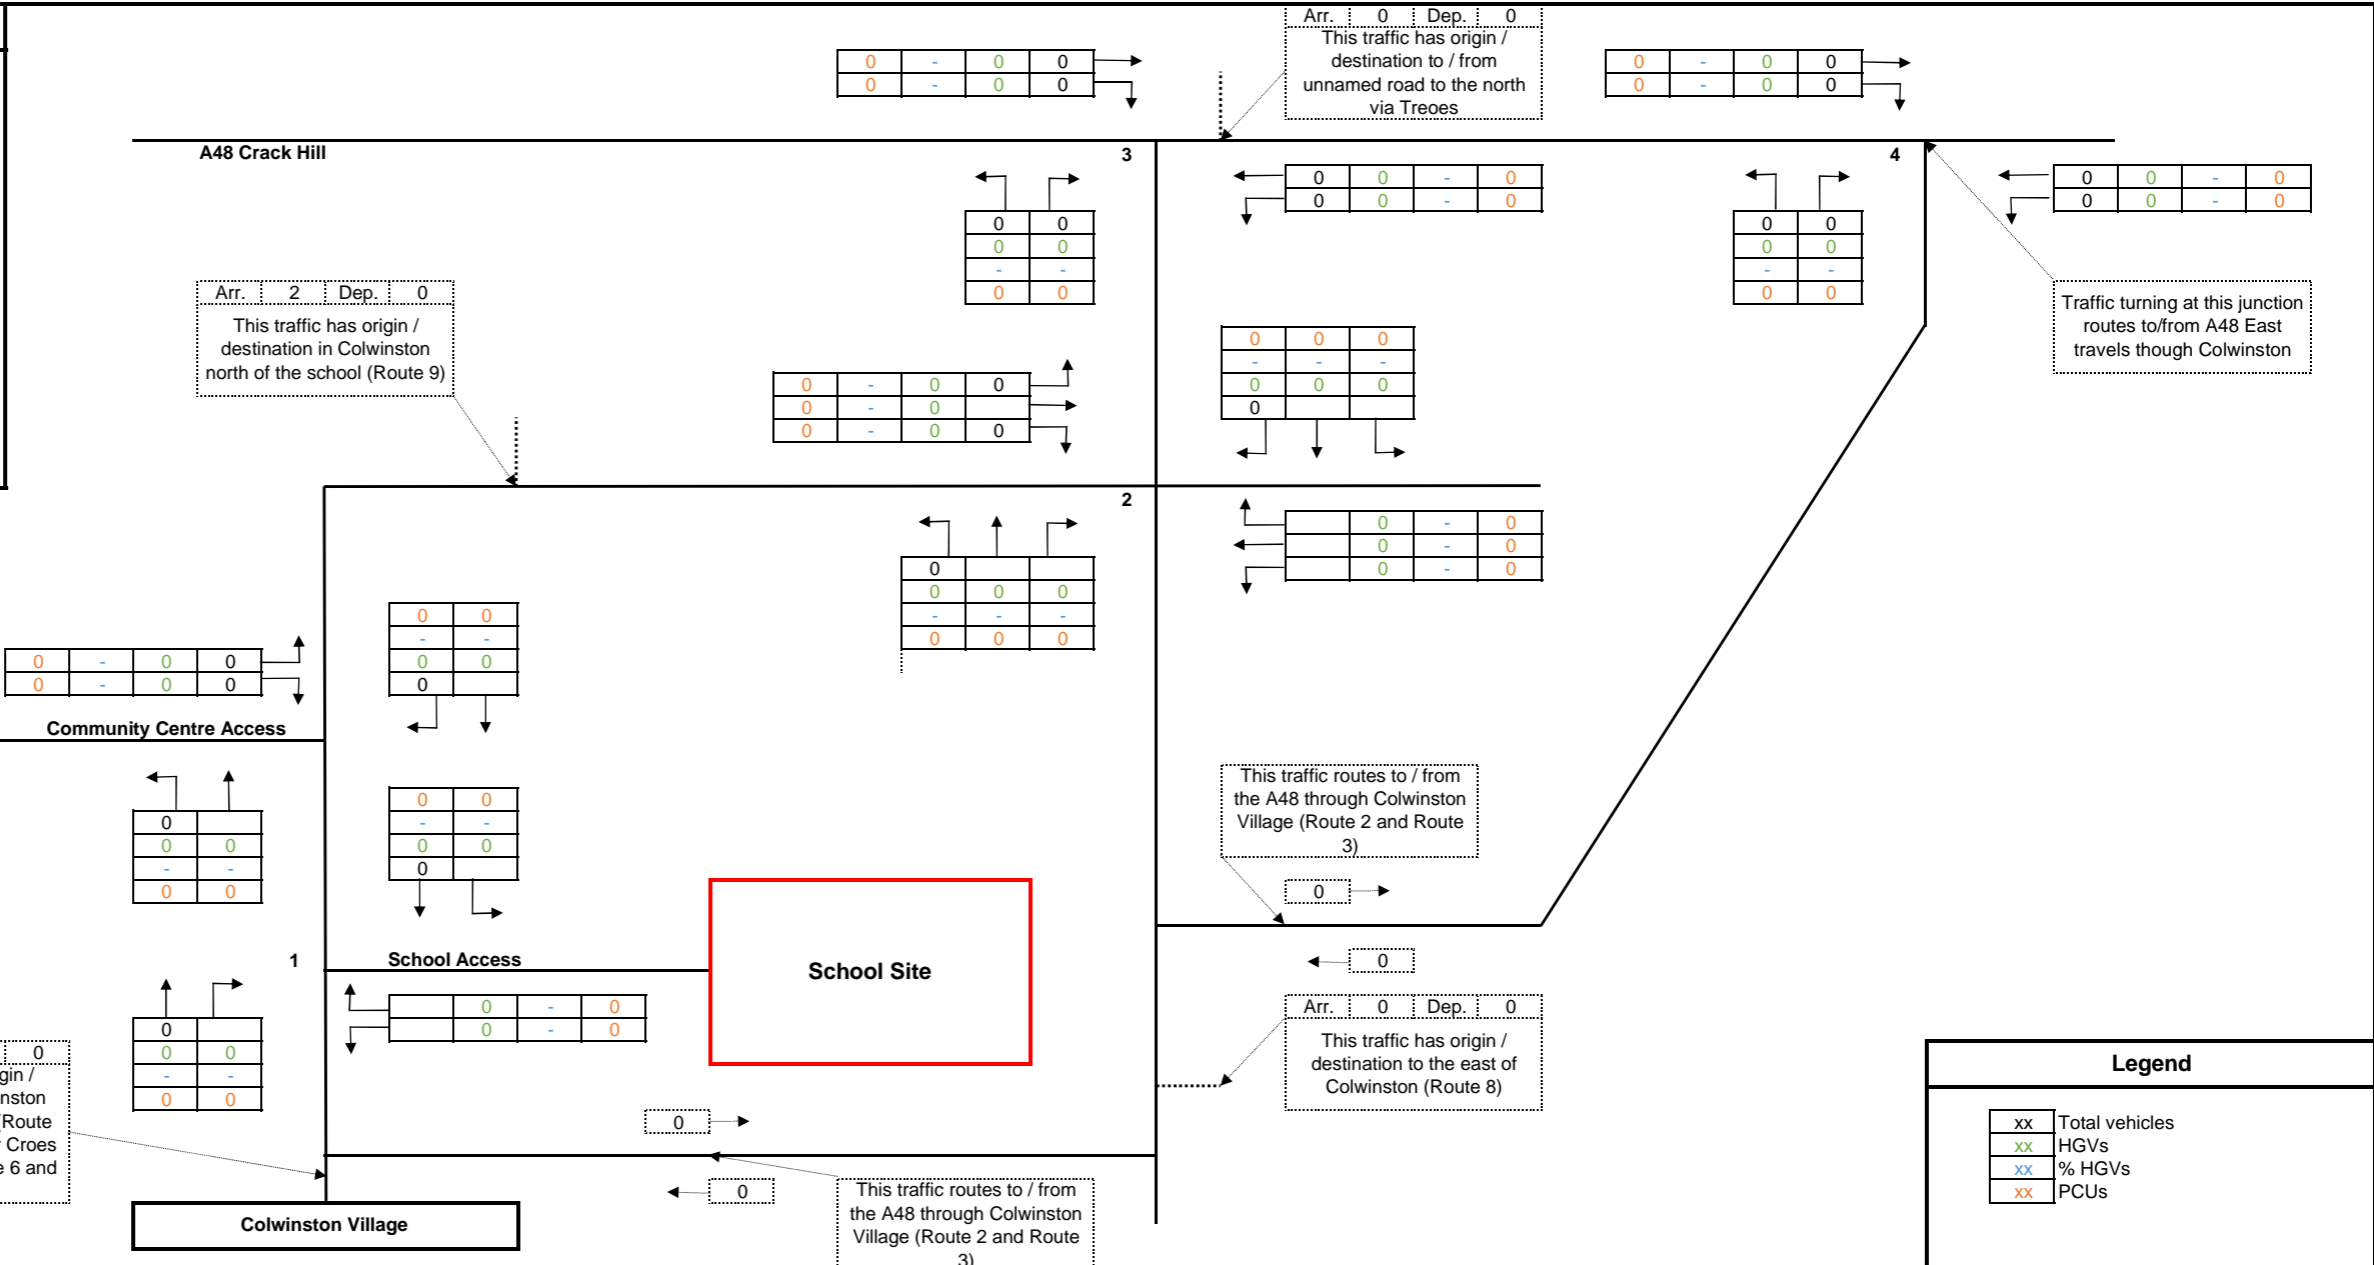 Arr. 0 Dep. 0
This traffic has origin /
destination to / from
unnamed road to the north
via Treoes
0 - 0 0
0 - 0 0
0 - 0 0
0 - 0 0
A48 Crack Hill
3
4
0 0 - 0
0 0 - 0
0 0 - 0
0 0 - 0
0 0
0 0
- -
0 0
0 0
0 0
- -
0 0
Arr. 2 Dep. 0
This traffic has origin /
destination in Colwinston
north of the school (Route 9)
Traffic turning at this junction
routes to/from A48 East
travels though Colwinston
0 - 0 0
0 - 0
0 - 0 0
0 0 0
- - -
0 0 0
0
2
0
0 0 0
- - -
0 0 0
0 - 0
0 - 0
0 - 0
0 0
- -
0 0
0
0 - 0 0
0 - 0 0
Community Centre Access
0
0 0
- -
0 0
0 0
- -
0 0
0
This traffic routes to / from
the A48 through Colwinston
Village (Route 2 and Route
3)
0
0
1
School Access
School Site
0 - 0
0 - 0
0
0 0
- -
0 0
Arr. 0 Dep. 0
This traffic has origin /
destination to the east of
Colwinston (Route 8)
0
gin /
nston
Route
Croes
6 and
0
0
This traffic routes to / from
the A48 through Colwinston
Village (Route 2 and Route
3)
Colwinston Village
Legend
xx Total vehicles
xx HGVs
xx % HGVs
xx PCUs